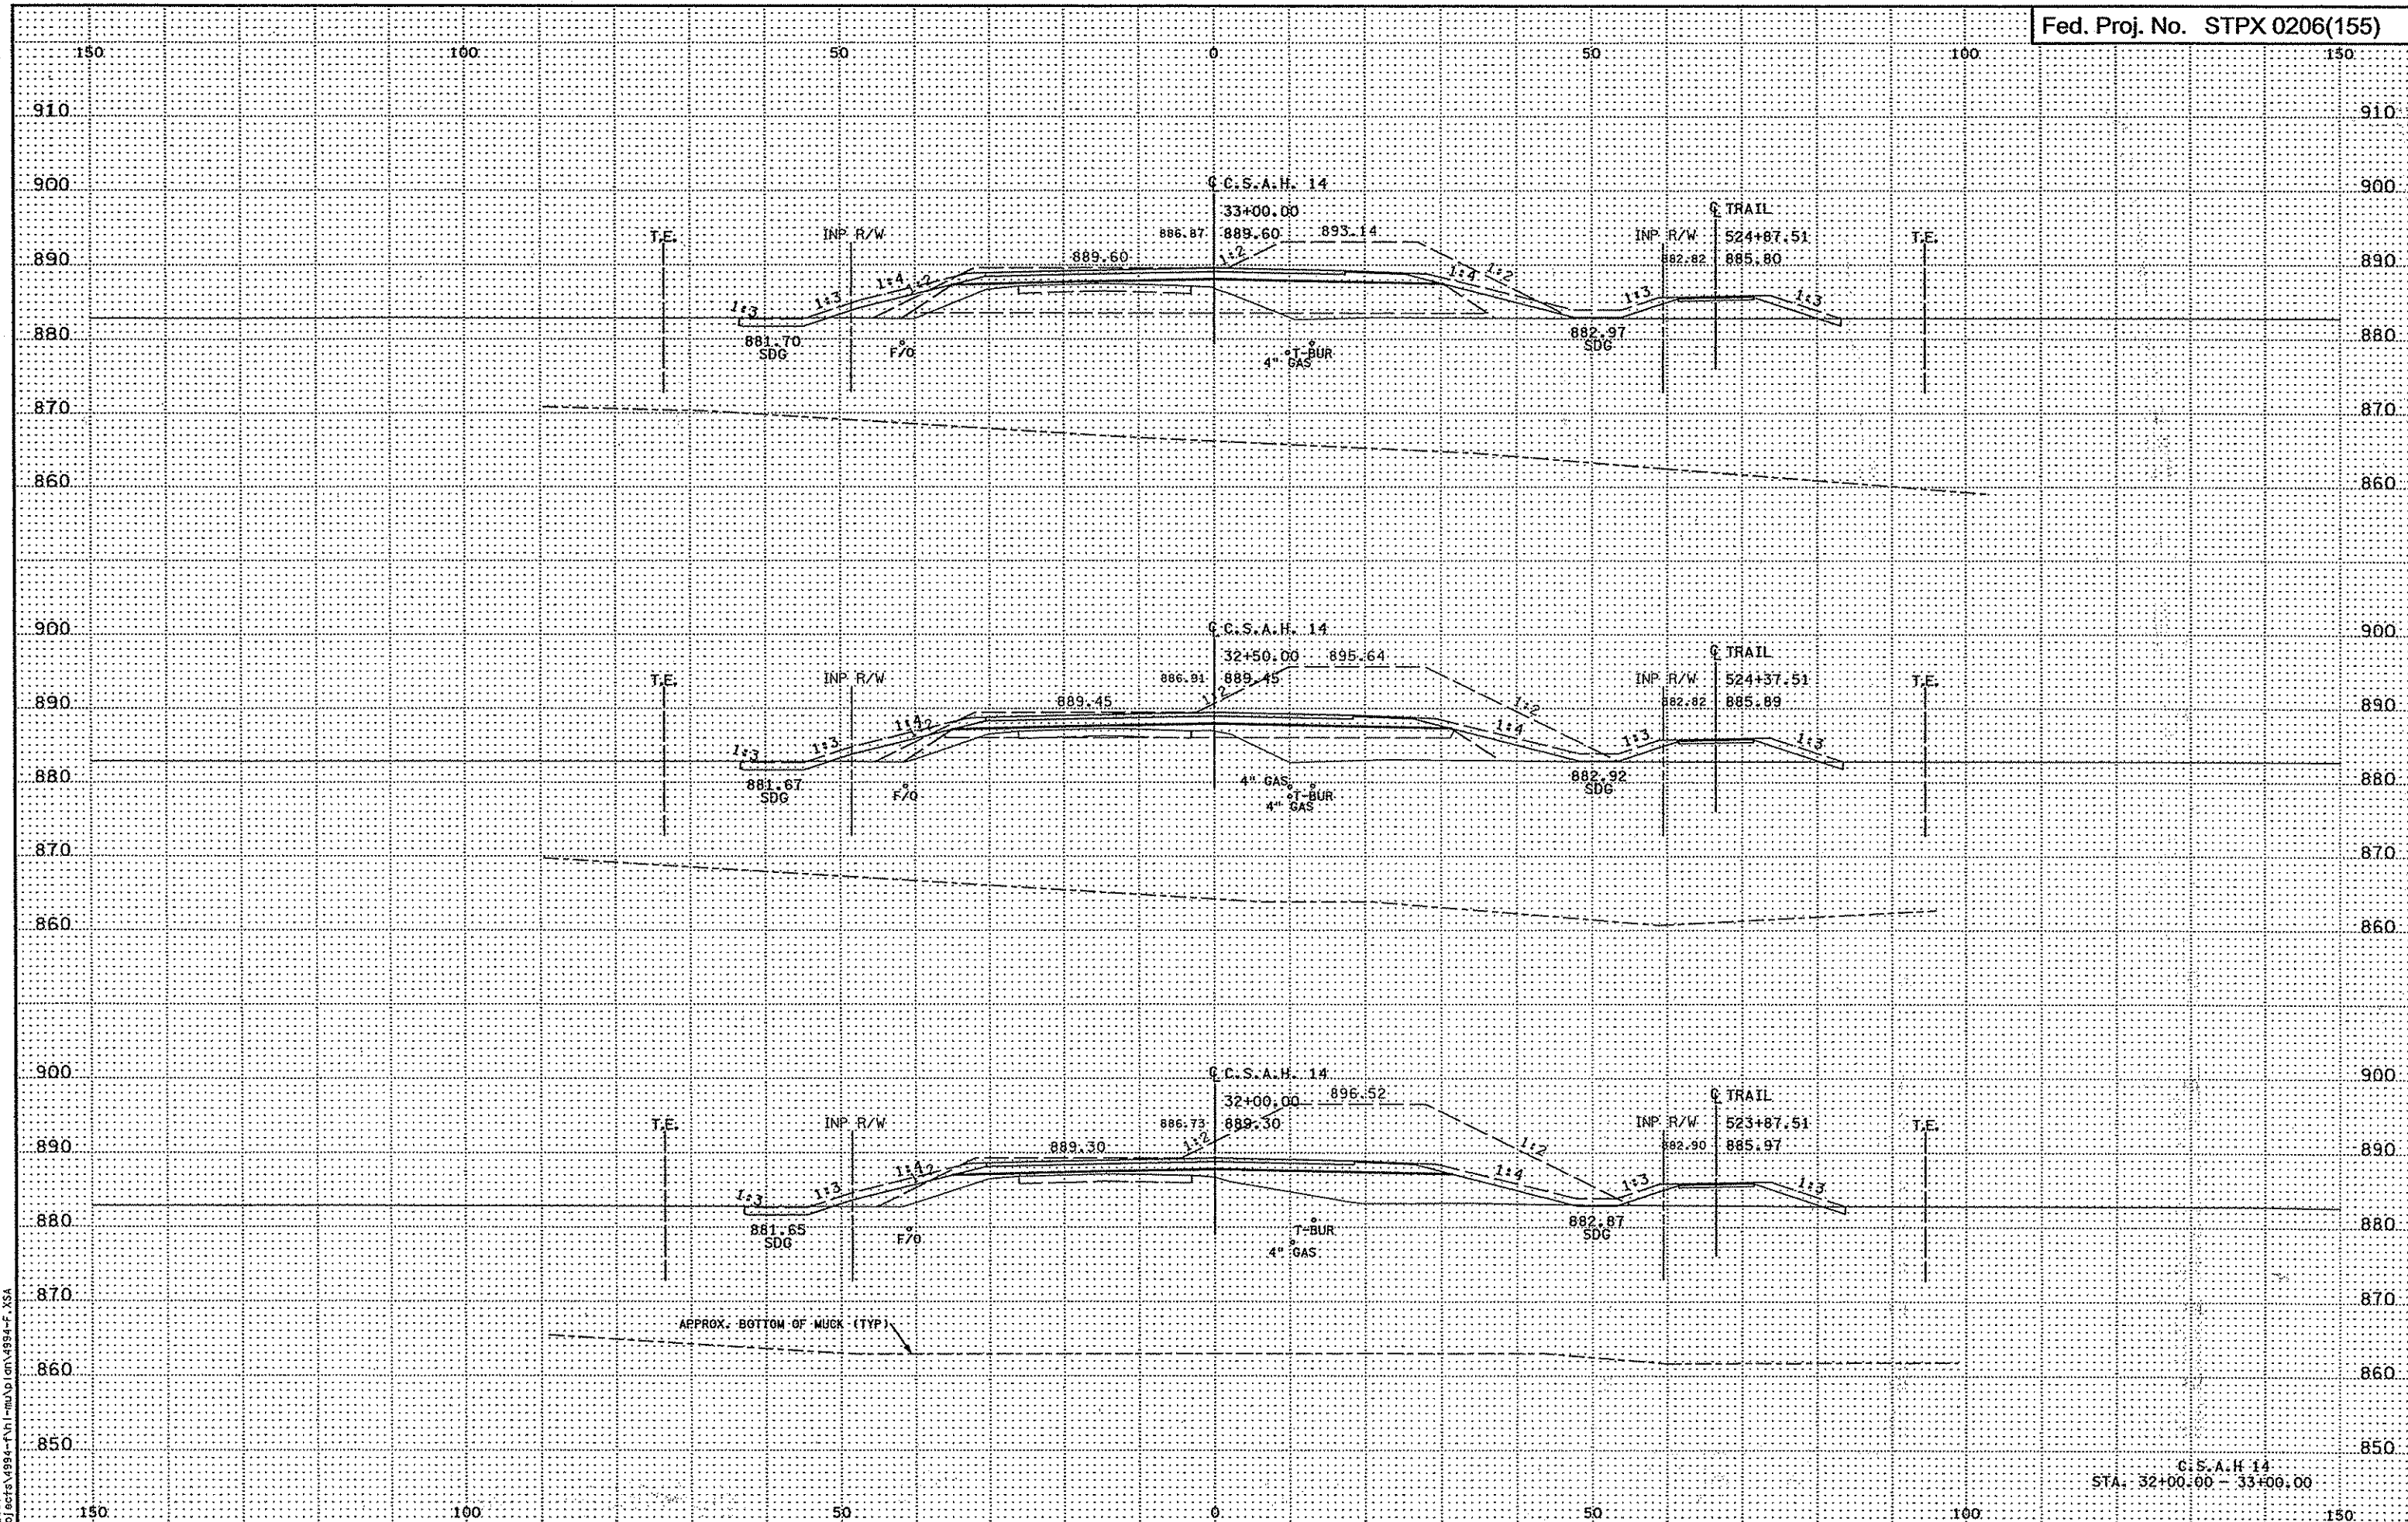 Fed. Proj. No. STPX 0206(155)
150 100 50 0 50 100 150
910 910
900 900
℄ C.S.A.H. 14
33+00.00
886.87 889.60 893.14
℄ TRAIL
INP R/W 524+87.51
882.82 885.80
T.E. INP R/W T.E.
889.60
890 890
1:3 1:3 1:4 1:2 1:2 1:4 1:2 1:3 1:3
880 880
881.70
SDG
F/O
T-BUR
4" GAS
882.97
SDG
870 870
860 860
900 900
℄ C.S.A.H. 14
32+50.00 895.64
886.91 889.45
℄ TRAIL
INP R/W 524+37.51
882.82 885.89
T.E. INP R/W T.E.
889.45
890 890
1:3 1:3 1:4 1:2 1:2 1:4 1:3 1:3
880 880
881.67
SDG
F/O
4" GAS
T-BUR
4" GAS
882.92
SDG
870 870
860 860
900 900
℄ C.S.A.H. 14
32+00.00 896.52
886.73 889.30
℄ TRAIL
INP R/W 523+87.51
882.90 885.97
T.E. INP R/W T.E.
889.30
890 890
1:3 1:3 1:4 1:2 1:2 1:4 1:3 1:3
880 880
881.65
SDG
F/O
T-BUR
4" GAS
882.87
SDG
870 870
APPROX. BOTTOM OF MUCK (TYP)
860 860
850 850
C.S.A.H 14
STA. 32+00.00 - 33+00.00
150 100 50 0 50 100 150